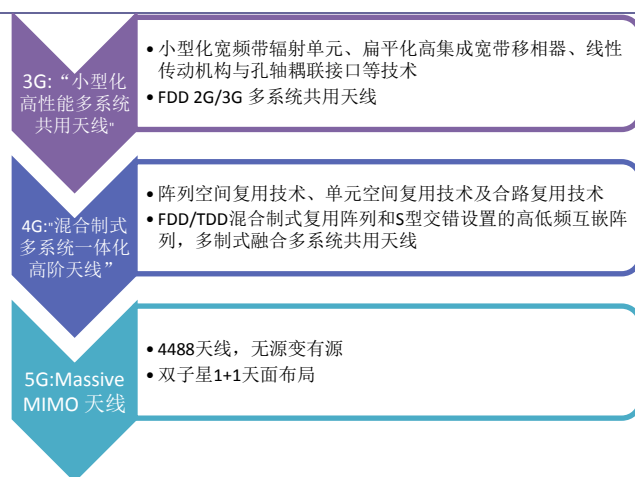 3G:“小型化
高性能多系统
共用天线"
• 小型化宽频带辐射单元、扁平化高集成宽带移相器、线性
传动机构与孔轴耦联接口等技术
• FDD 2G/3G 多系统共用天线
4G:"混合制式
多系统一体化
高阶天线”
• 阵列空间复用技术、单元空间复用技术及合路复用技术
• FDD/TDD混合制式复用阵列和S型交错设置的高低频互嵌阵
列，多制式融合多系统共用天线
5G:Massive
MIMO 天线
• 4488天线，无源变有源
• 双子星1+1天面布局